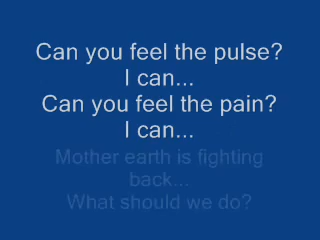 Can you feel the pulse?
I can...
Can you feel the pain?
I can...
Mother earth is fighting
back...
What should we do?